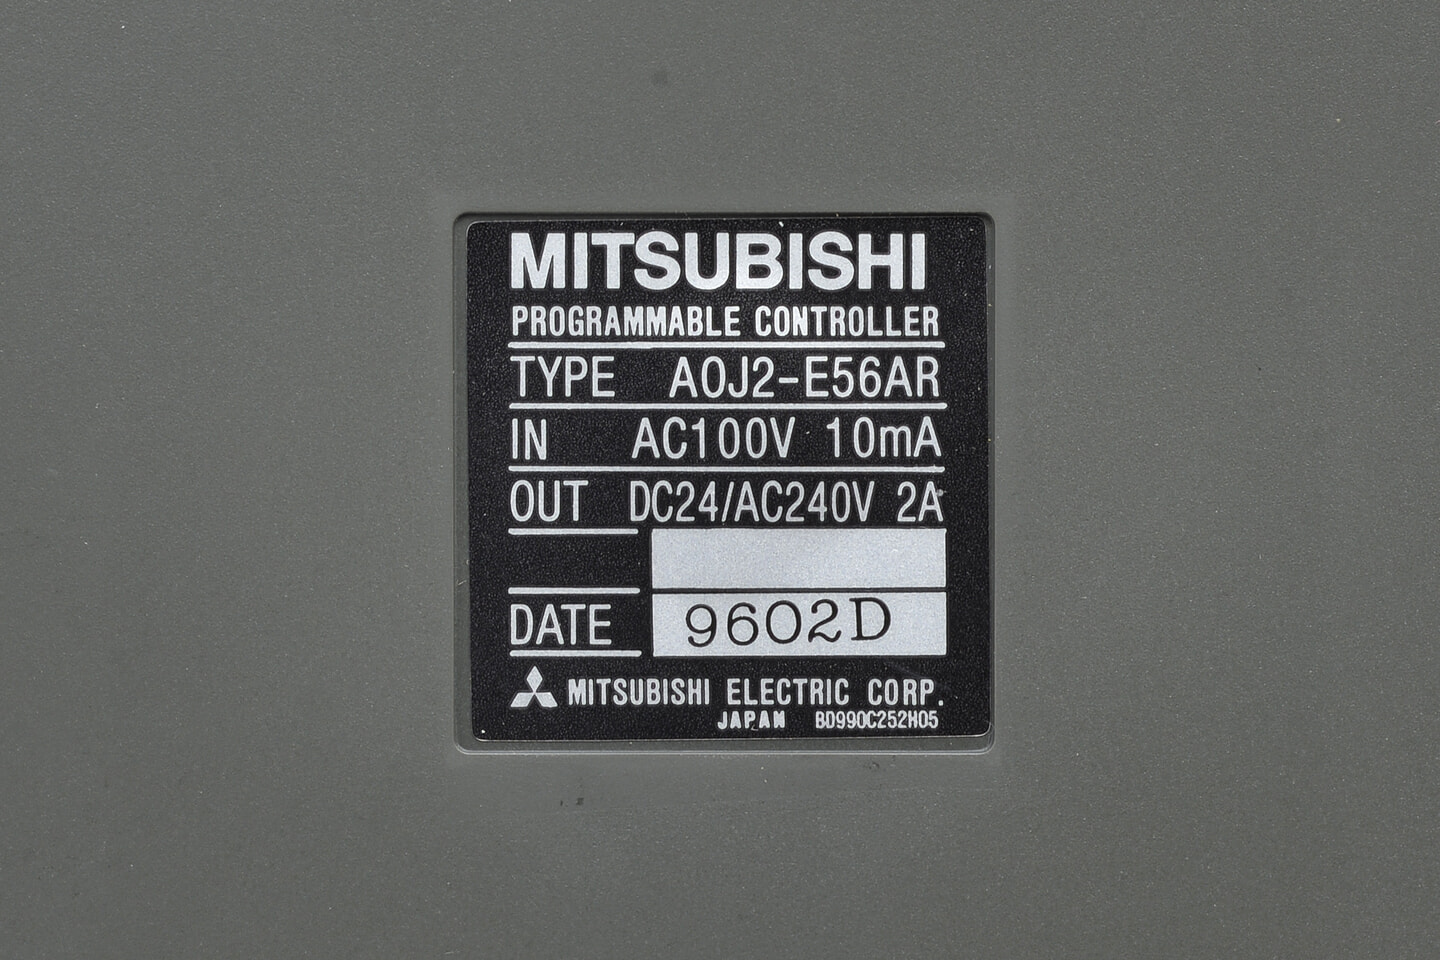 MITSUBISHI
PROGRAMMABLE CONTROLLER
TYPE A0J2-E56AR
IN AC100V 10mA
OUT DC24/AC240V 2A
DATE 9602D
MITSUBISHI ELECTRIC CORP.
JAPAN BD990C252H05